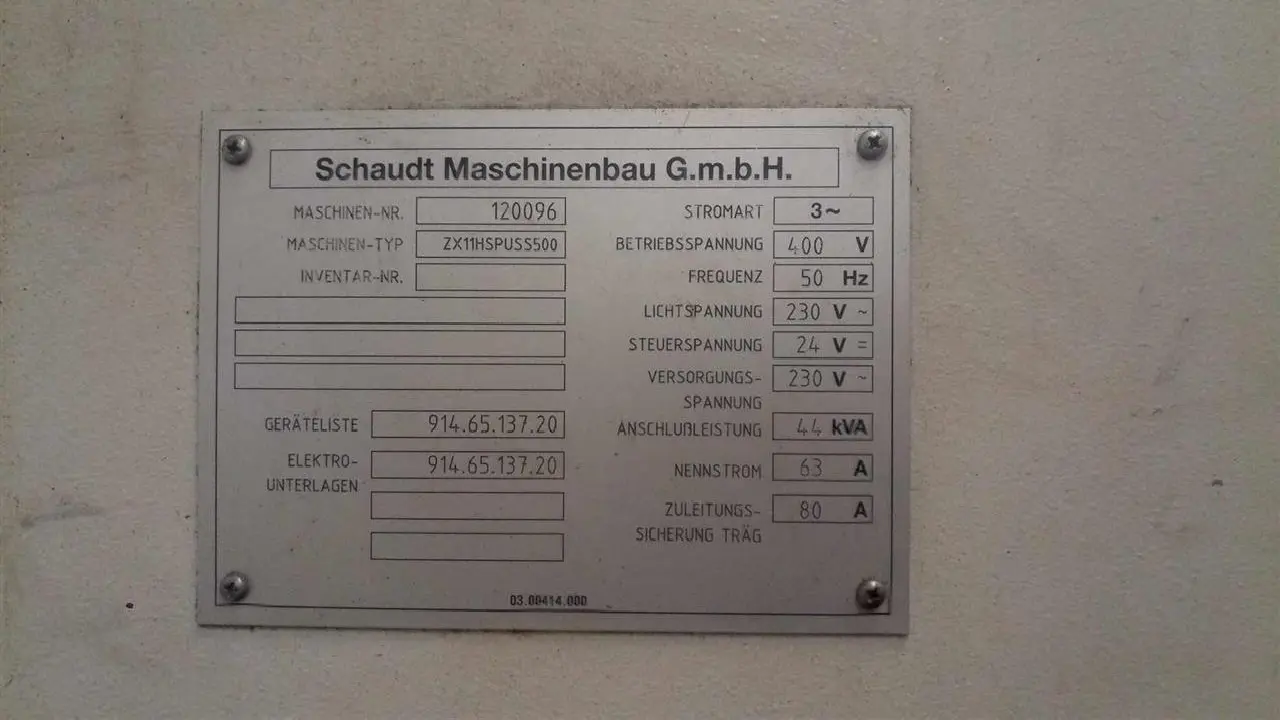 Schaudt Maschinenbau G.m.b.H.
MASCHINEN-NR. 120096
MASCHINEN-TYP ZX11HSPUSS500
INVENTAR-NR.
GERÄTELISTE 914.65.137.20
ELEKTRO- 914.65.137.20
UNTERLAGEN
STROMART 3~
BETRIEBSSPANNUNG 400 V
FREQUENZ 50 Hz
LICHTSPANNUNG 230 V ~
STEUERSPANNUNG 24 V =
VERSORGUNGS- 230 V ~
SPANNUNG
ANSCHLUßLEISTUNG 44 kVA
NENNSTROM 63 A
ZULEITUNGS- 80 A
SICHERUNG TRÄG
03.00414.000